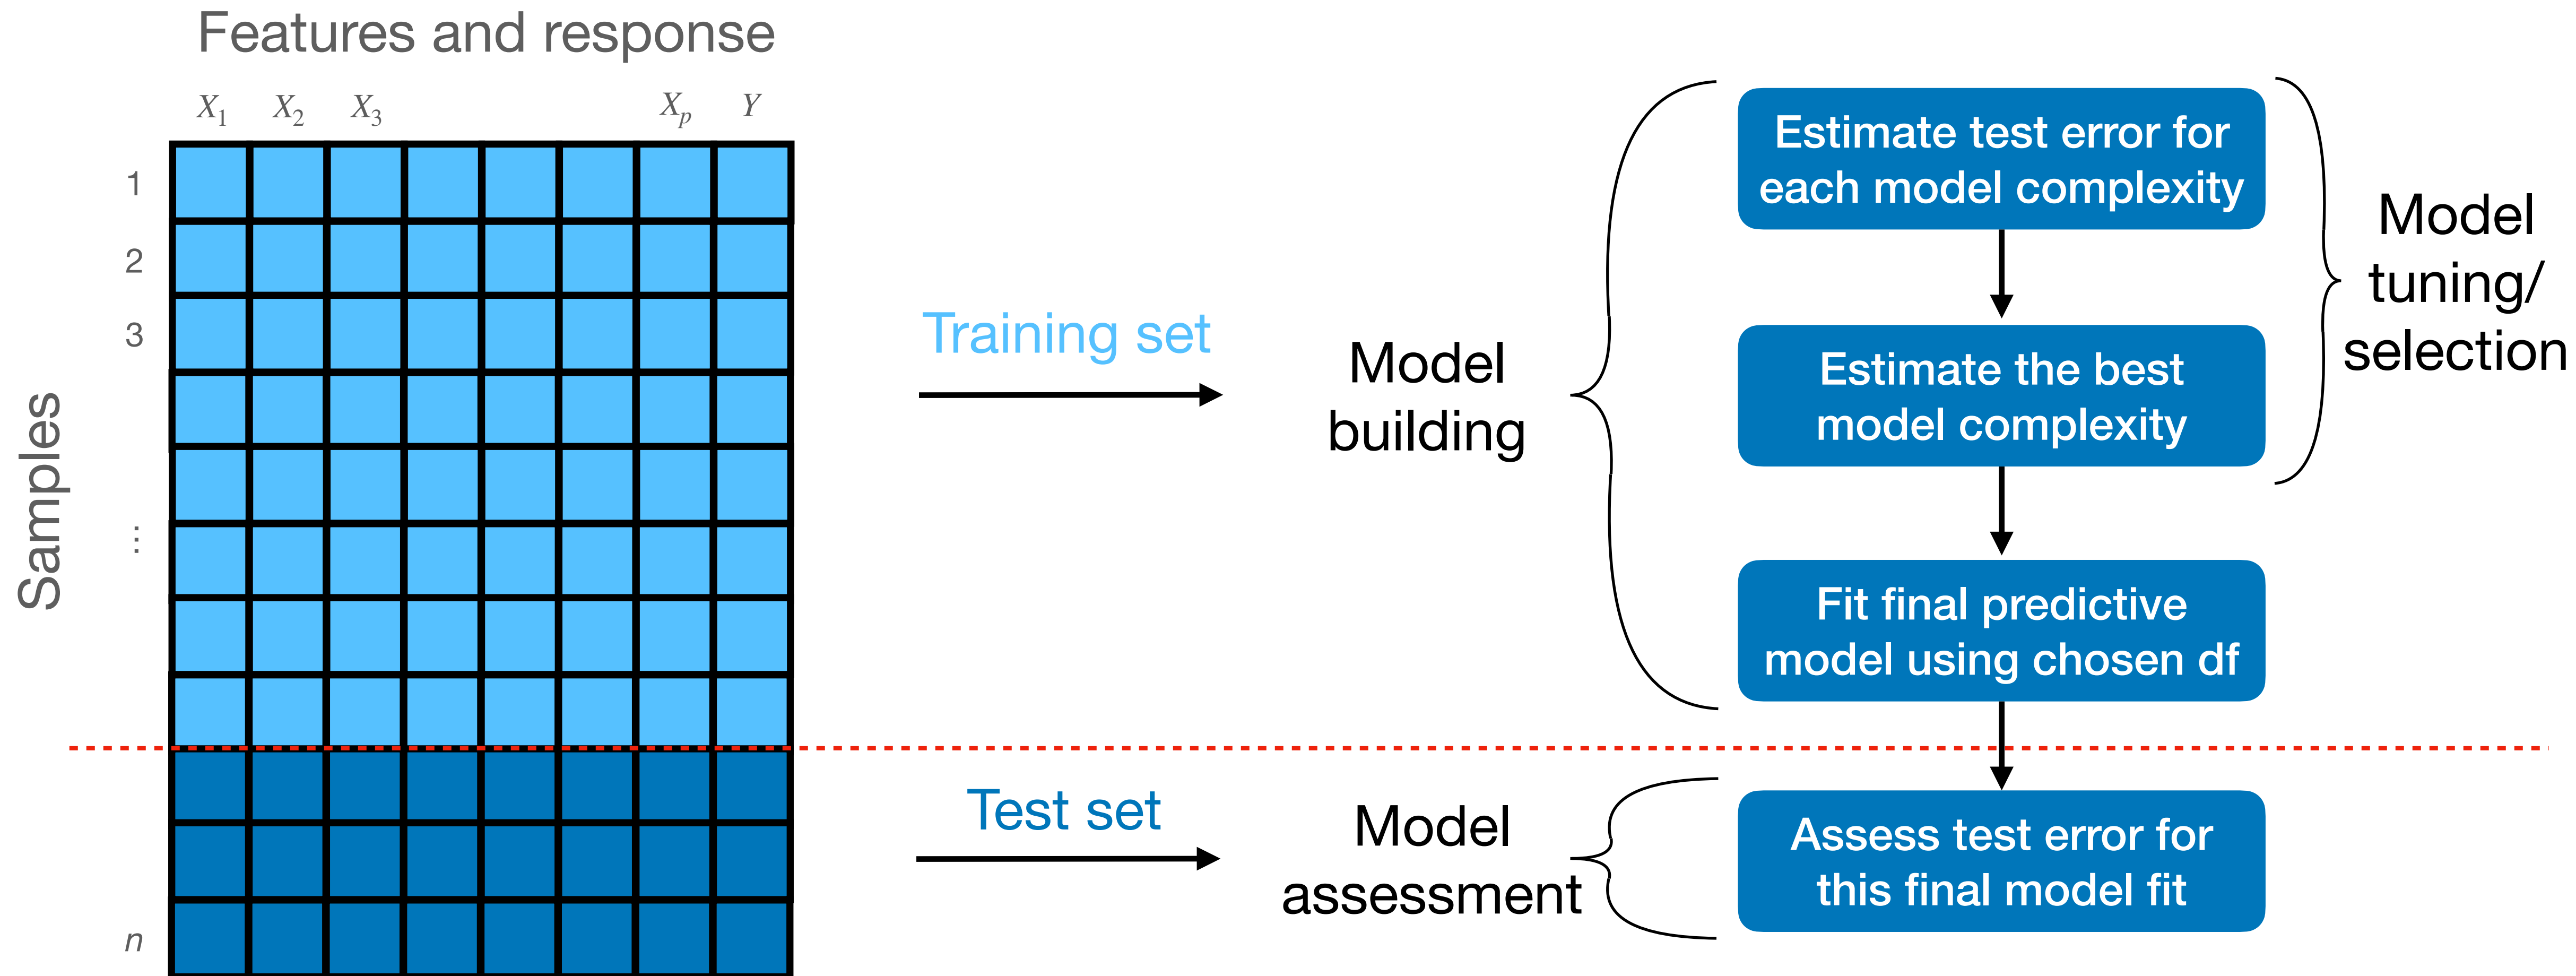 Features and response
X₁ X₂ X₃ Xₚ Y
Samples
1
2
3
⋮
n
Training set
Test set
Model
building
Model
assessment
Estimate test error for
each model complexity
Estimate the best
model complexity
Fit final predictive
model using chosen df
Assess test error for
this final model fit
Model
tuning/
selection